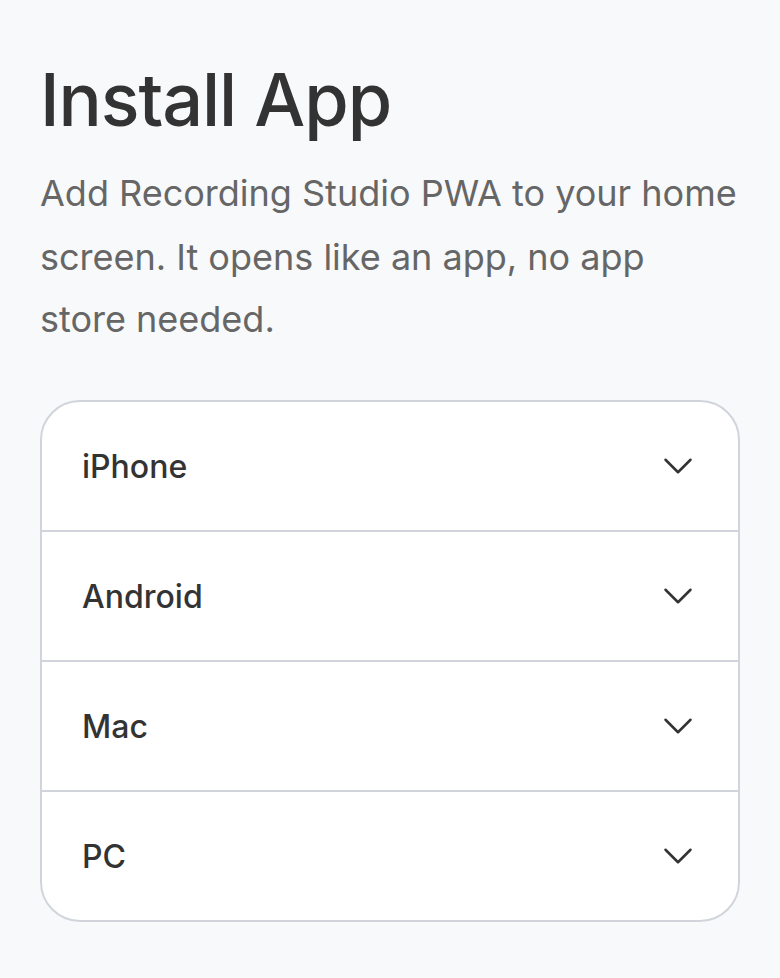 Install App
Add Recording Studio PWA to your home
screen. It opens like an app, no app
store needed.
iPhone
Android
Mac
PC